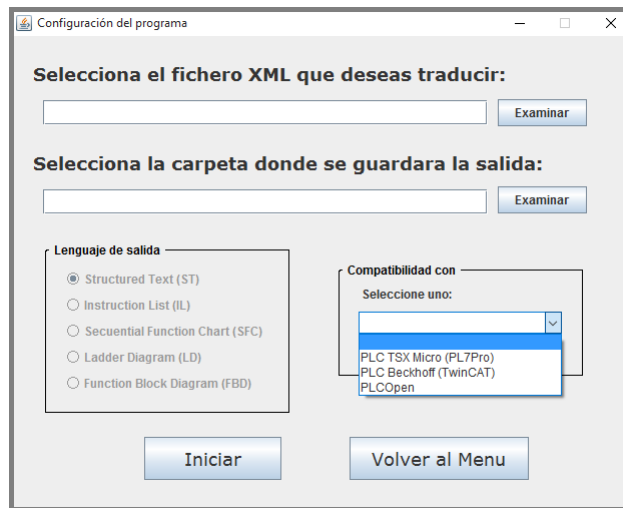 Configuración del programa
Selecciona el fichero XML que deseas traducir:
Examinar
Selecciona la carpeta donde se guardara la salida:
Examinar
Lenguaje de salida
Structured Text (ST)
Instruction List (IL)
Secuential Function Chart (SFC)
Ladder Diagram (LD)
Function Block Diagram (FBD)
Compatibilidad con
Seleccione uno:
PLC TSX Micro (PL7Pro)
PLC Beckhoff (TwinCAT)
PLCOpen
Iniciar
Volver al Menu